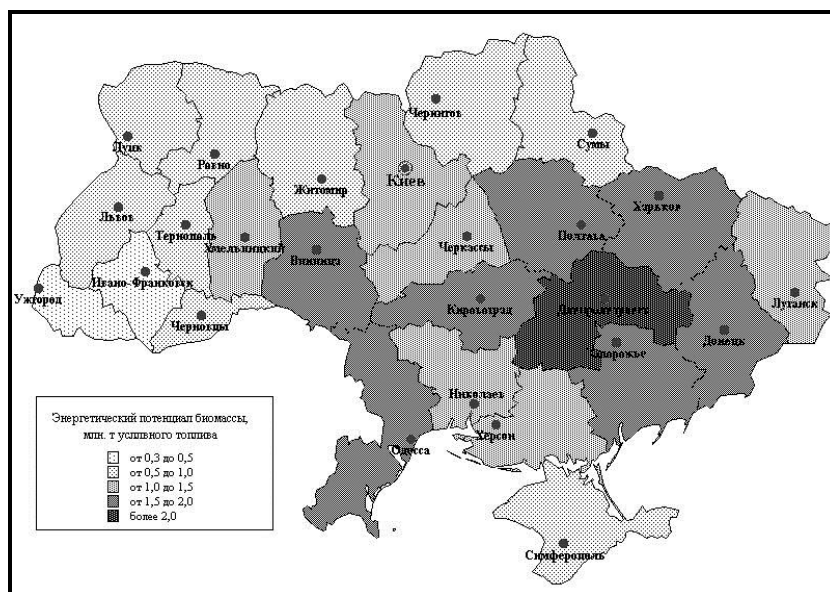 Чернигов
Луцк
Сумы
Ровно
Киев
Житомир
Харьков
Львов
Тернополь
Полтава
Хмельницкий
Черкассы
Винница
Ивано-Франковск
Ужгород
Кировоград
Днепропетровск
Луганск
Черновцы
Донецк
Запорожье
Николаев
Херсон
Одесса
Симферополь
Энергетический потенциал биомассы,
млн. т условного топлива
от 0,3 до 0,5
от 0,5 до 1,0
от 1,0 до 1,5
от 1,5 до 2,0
более 2,0